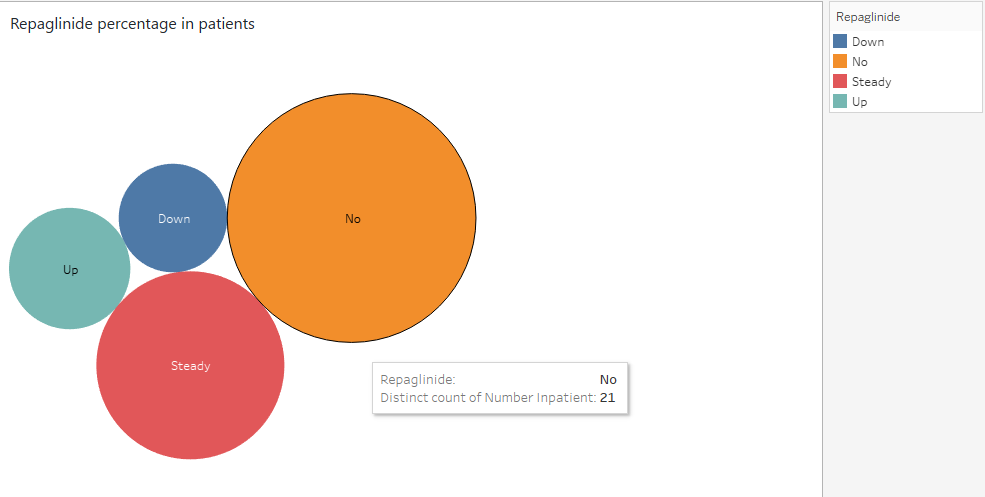 Repaglinide percentage in patients
Repaglinide
Down
No
Steady
Up
No
Down
Up
Steady
Repaglinide: No
Distinct count of Number Inpatient: 21